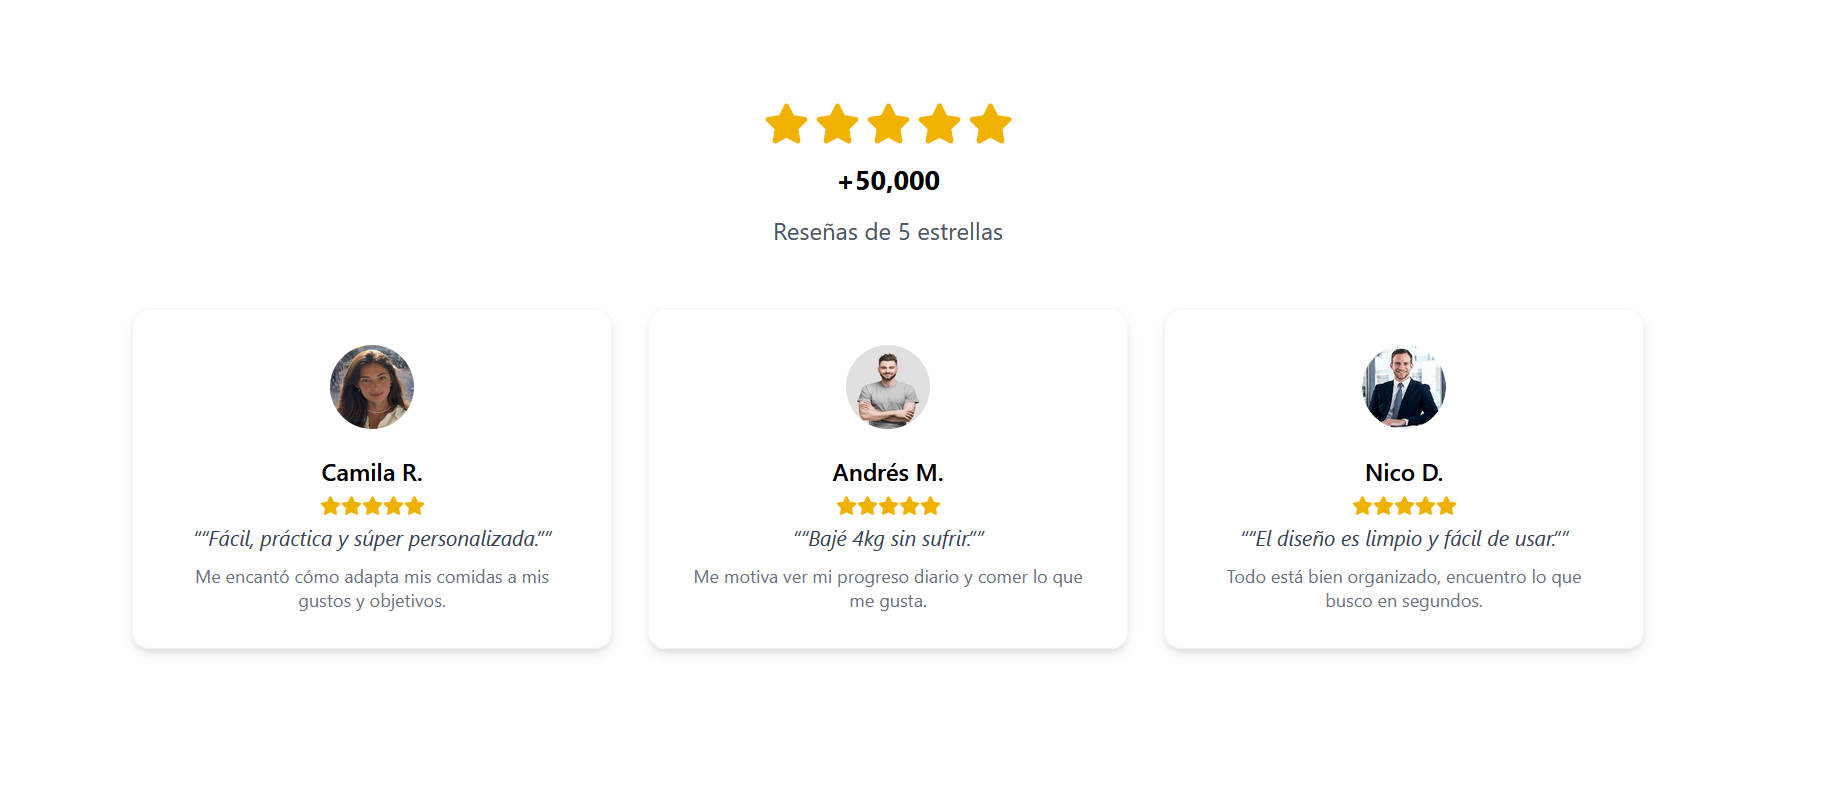 +50,000
Reseñas de 5 estrellas
Camila R.
““Fácil, práctica y súper personalizada.””
Me encantó cómo adapta mis comidas a mis
gustos y objetivos.
Andrés M.
““Bajé 4kg sin sufrir.””
Me motiva ver mi progreso diario y comer lo que
me gusta.
Nico D.
““El diseño es limpio y fácil de usar.””
Todo está bien organizado, encuentro lo que
busco en segundos.